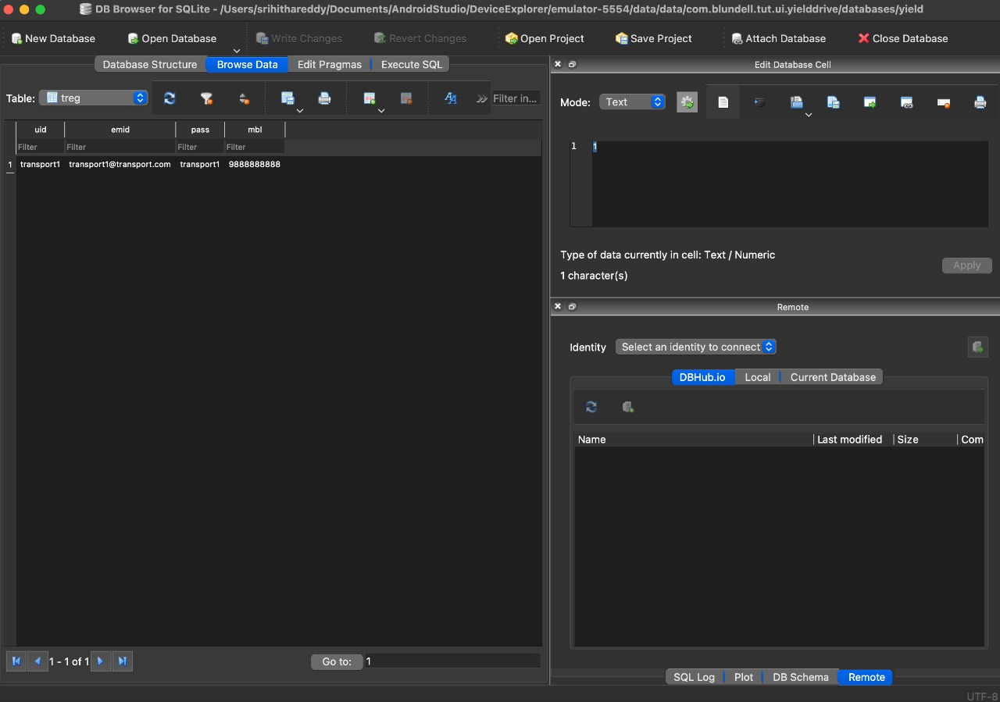 DB Browser for SQLite - /Users/srihithareddy/Documents/AndroidStudio/DeviceExplorer/emulator-5554/data/data/com.blundell.tut.ui.yielddrive/databases/yield
New Database Open Database Write Changes Revert Changes Open Project Save Project Attach Database Close Database
Database Structure Browse Data Edit Pragmas Execute SQL
Table: treg Filter in...
uid emid pass mbl
Filter Filter Filter Filter
1 transport1 transport1@transport.com transport1 9888888888
1 - 1 of 1 Go to: 1
Edit Database Cell
Mode: Text
1 1
Type of data currently in cell: Text / Numeric
1 character(s)
Apply
Remote
Identity Select an identity to connect
DBHub.io Local Current Database
Name Last modified Size Com
SQL Log Plot DB Schema Remote
UTF-8